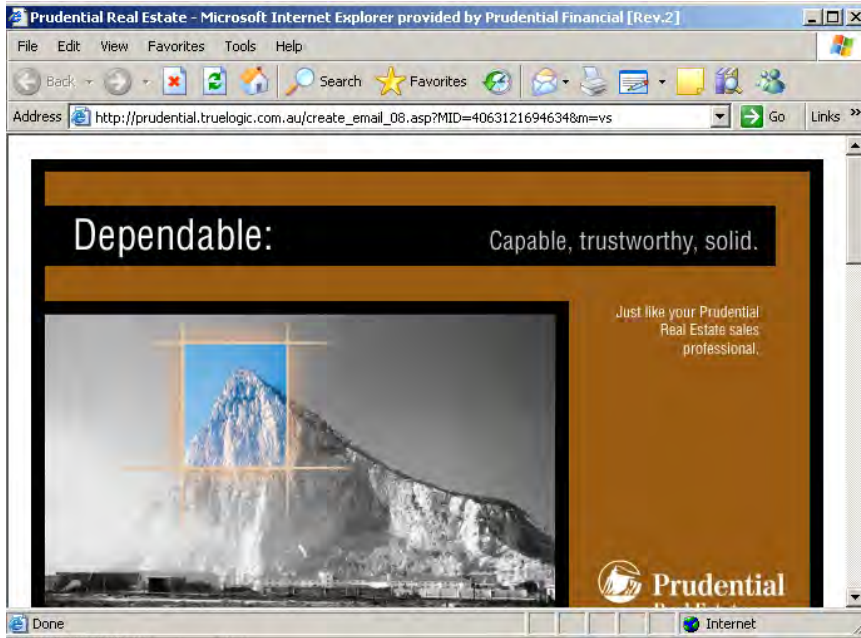 Prudential Real Estate - Microsoft Internet Explorer provided by Prudential Financial [Rev.2]
File Edit View Favorites Tools Help
Back Search Favorites
Address http://prudential.truelogic.com.au/create_email_08.asp?MID=4063121694634&m=vs Go Links »
Dependable: Capable, trustworthy, solid.
Just like your Prudential
Real Estate sales
professional.
Prudential
Done Internet